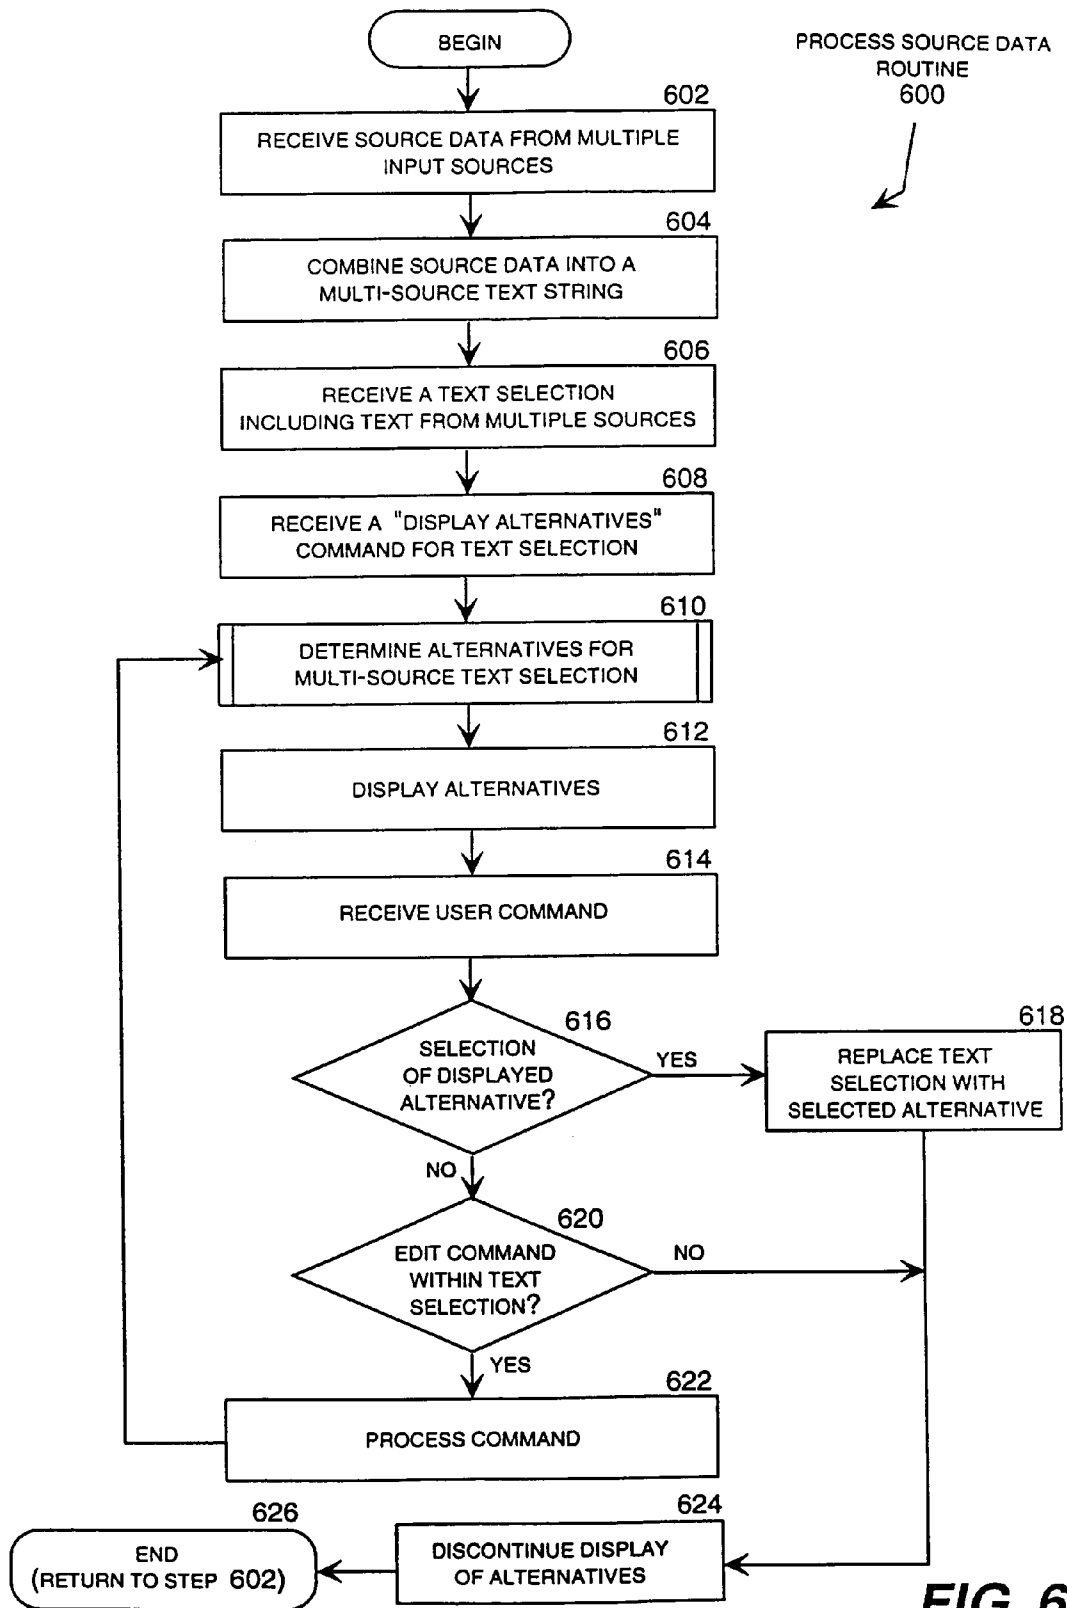 BEGIN
PROCESS SOURCE DATA
ROUTINE
600
602
RECEIVE SOURCE DATA FROM MULTIPLE
INPUT SOURCES
604
COMBINE SOURCE DATA INTO A
MULTI-SOURCE TEXT STRING
606
RECEIVE A TEXT SELECTION
INCLUDING TEXT FROM MULTIPLE SOURCES
608
RECEIVE A "DISPLAY ALTERNATIVES"
COMMAND FOR TEXT SELECTION
610
DETERMINE ALTERNATIVES FOR
MULTI-SOURCE TEXT SELECTION
612
DISPLAY ALTERNATIVES
614
RECEIVE USER COMMAND
616
SELECTION
OF DISPLAYED
ALTERNATIVE?
YES
618
REPLACE TEXT
SELECTION WITH
SELECTED ALTERNATIVE
NO
620
EDIT COMMAND
WITHIN TEXT
SELECTION?
NO
YES
622
PROCESS COMMAND
624
DISCONTINUE DISPLAY
OF ALTERNATIVES
626
END
(RETURN TO STEP 602)
FIG. 6